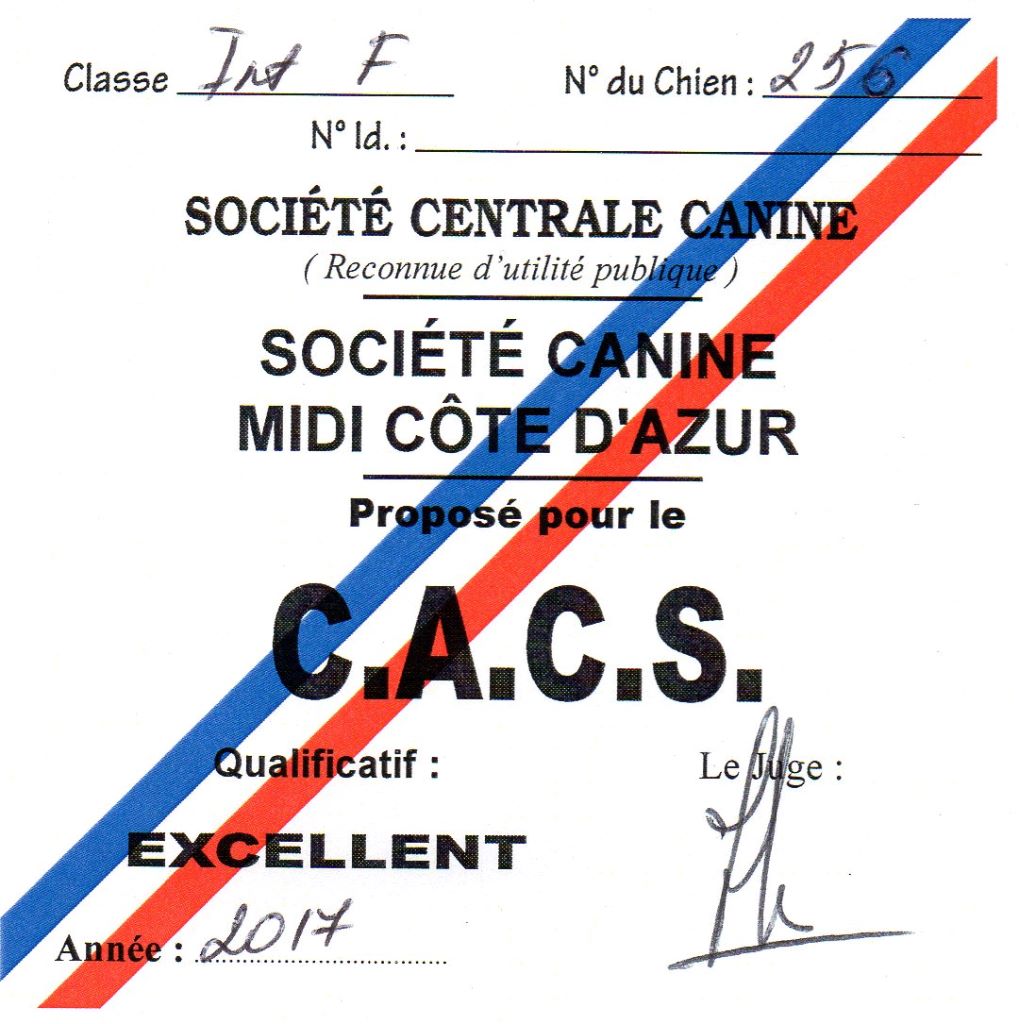 Classe Int F N° du Chien : 256
N° Id. :
SOCIÉTÉ CENTRALE CANINE
( Reconnue d'utilité publique )
SOCIÉTÉ CANINE
MIDI CÔTE D'AZUR
Proposé pour le
C.A.C.S.
Qualificatif : Le Juge :
EXCELLENT
Année : 2017